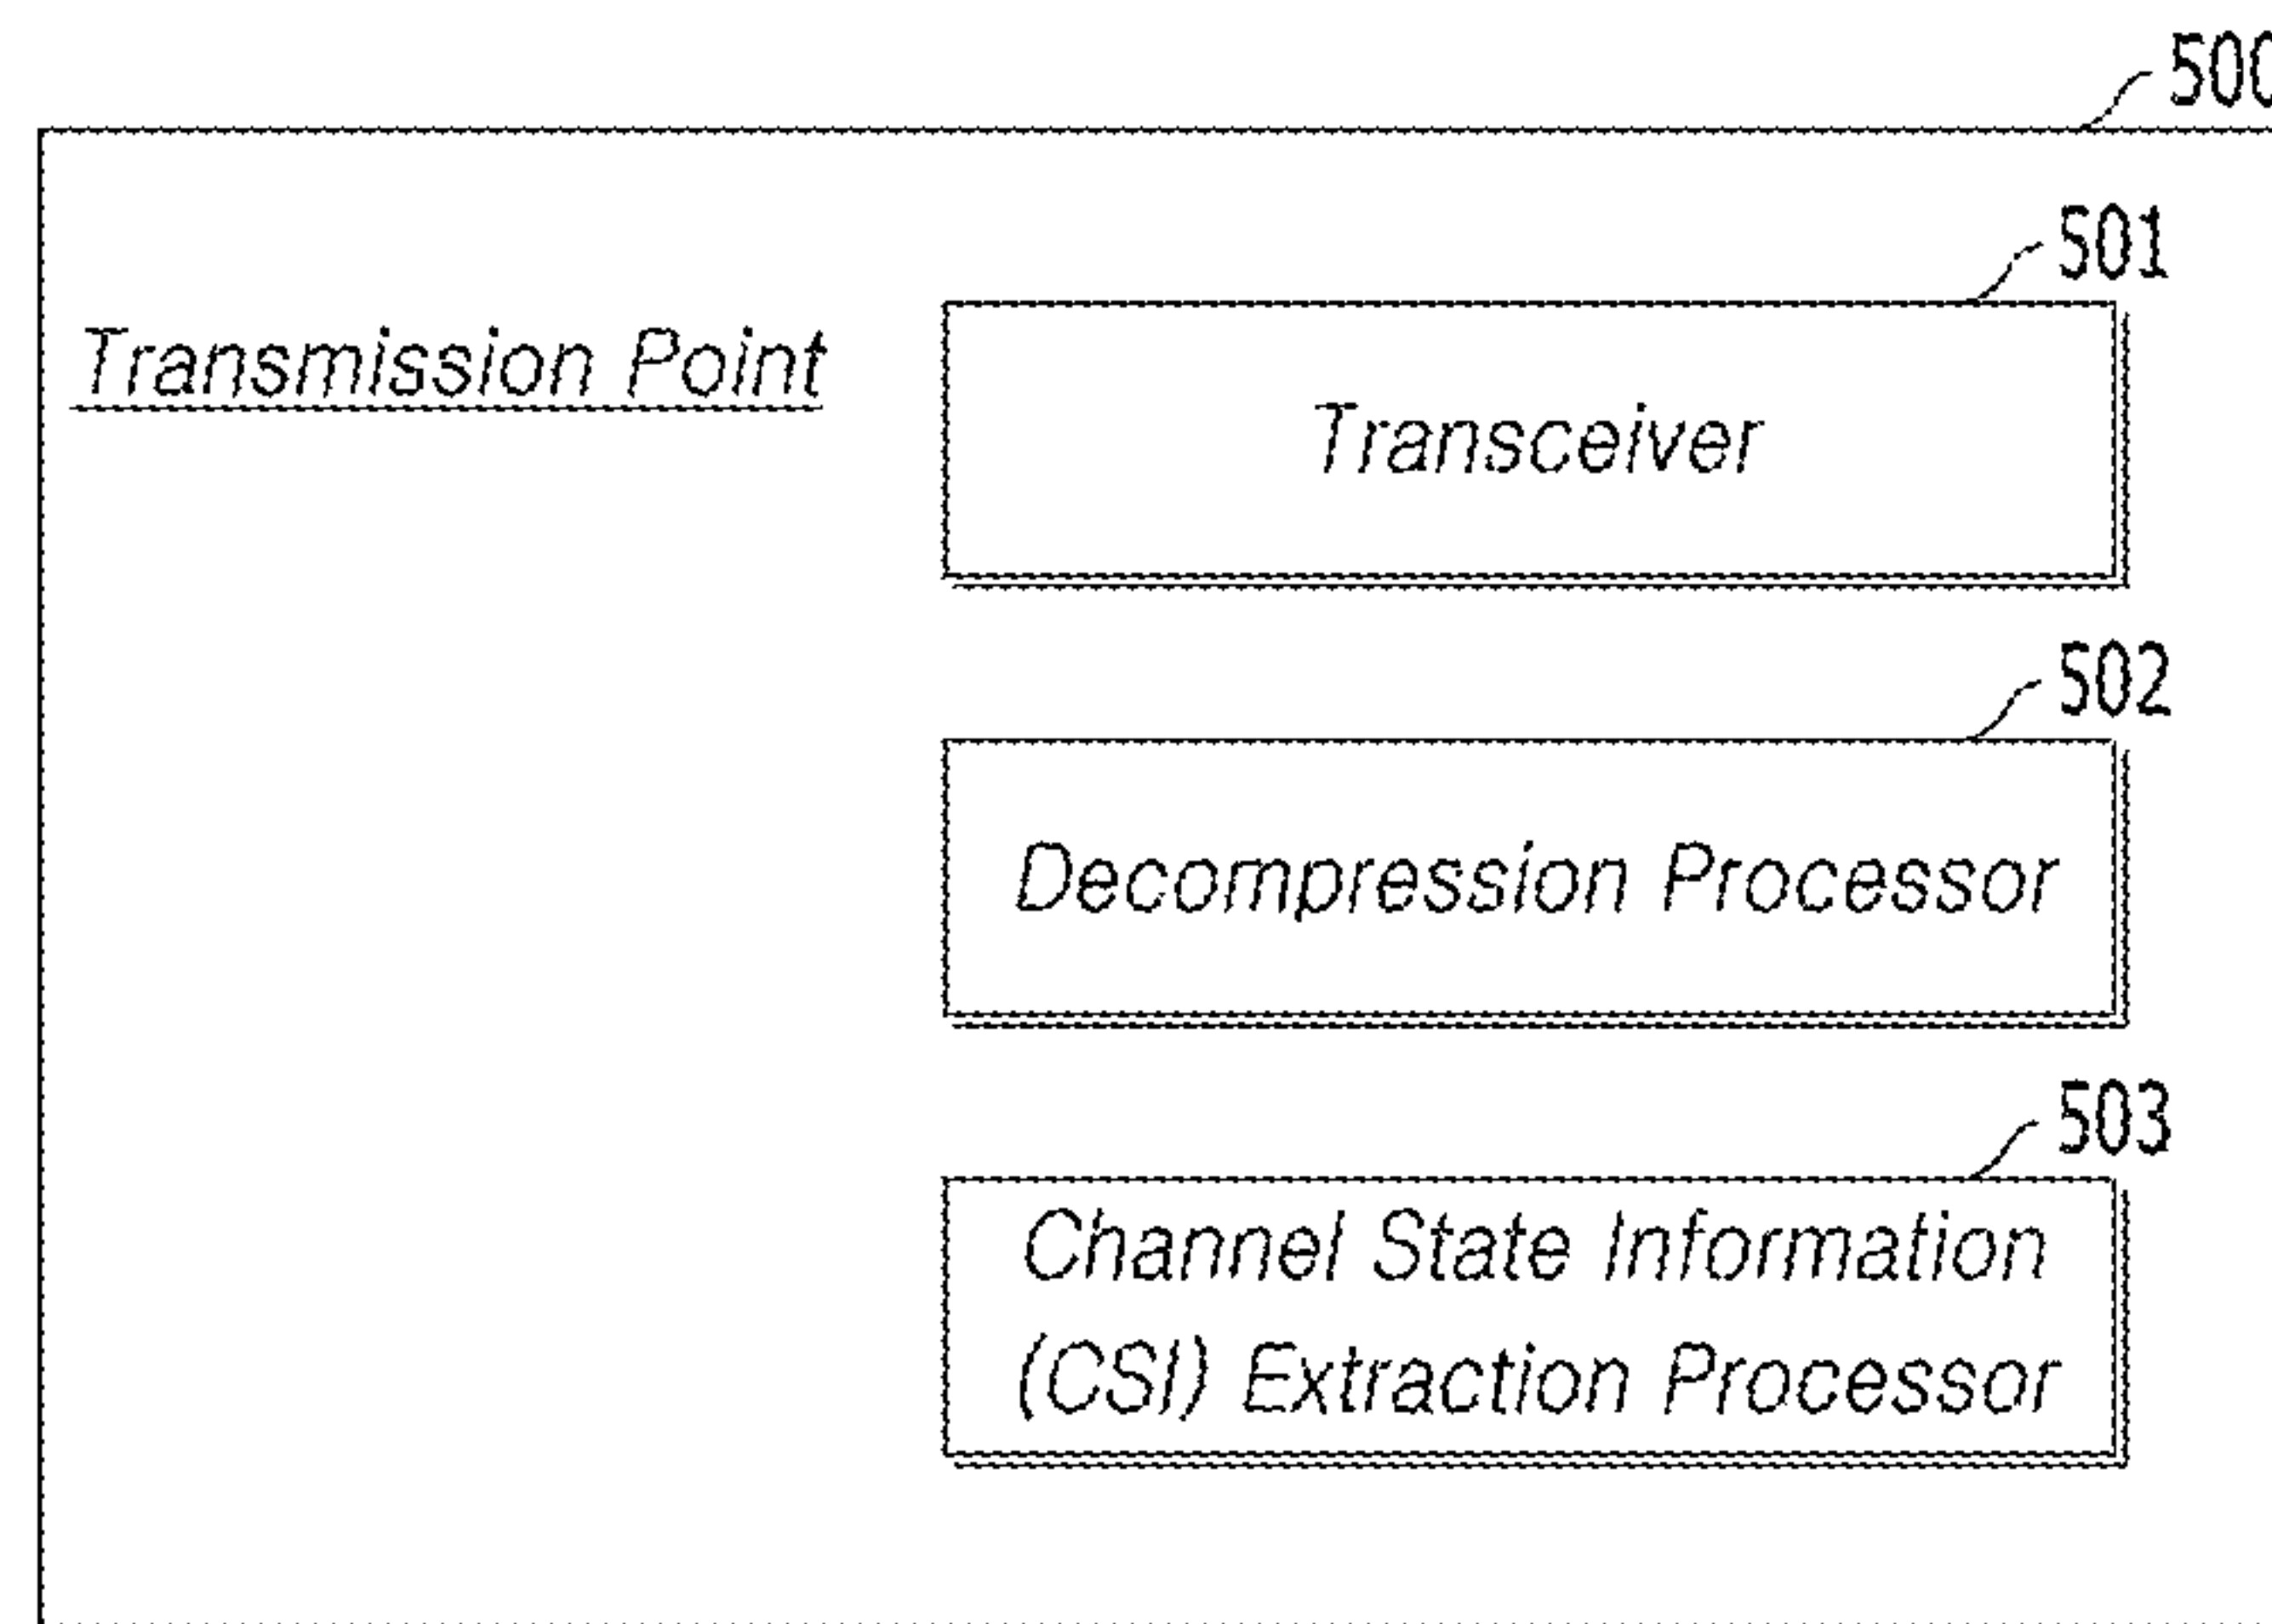 500
501
Transmission Point
Transceiver
502
Decompression Processor
503
Channel State Information
(CSI) Extraction Processor